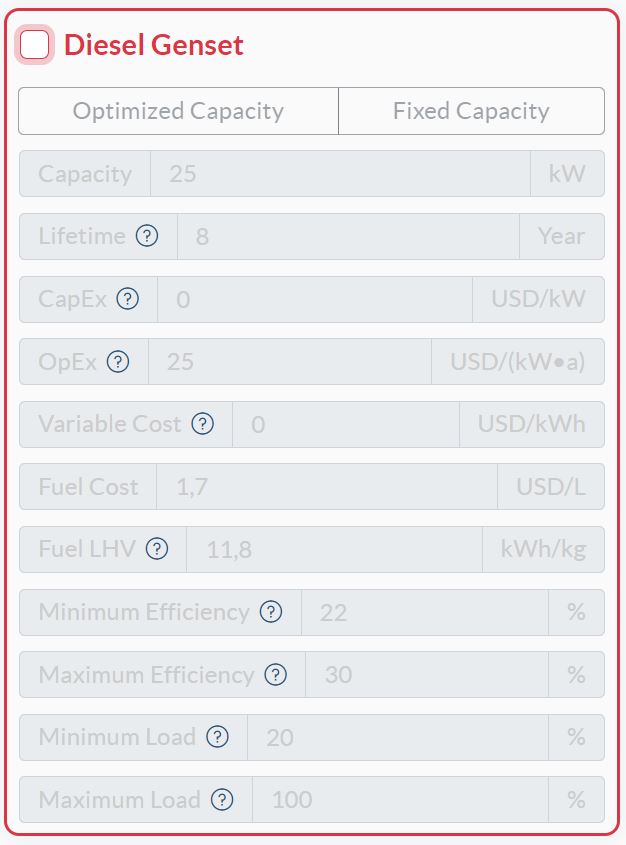 Diesel Genset
Optimized Capacity Fixed Capacity
Capacity 25 kW
Lifetime ? 8 Year
CapEx ? 0 USD/kW
OpEx ? 25 USD/(kW•a)
Variable Cost ? 0 USD/kWh
Fuel Cost 1,7 USD/L
Fuel LHV ? 11,8 kWh/kg
Minimum Efficiency ? 22 %
Maximum Efficiency ? 30 %
Minimum Load ? 20 %
Maximum Load ? 100 %